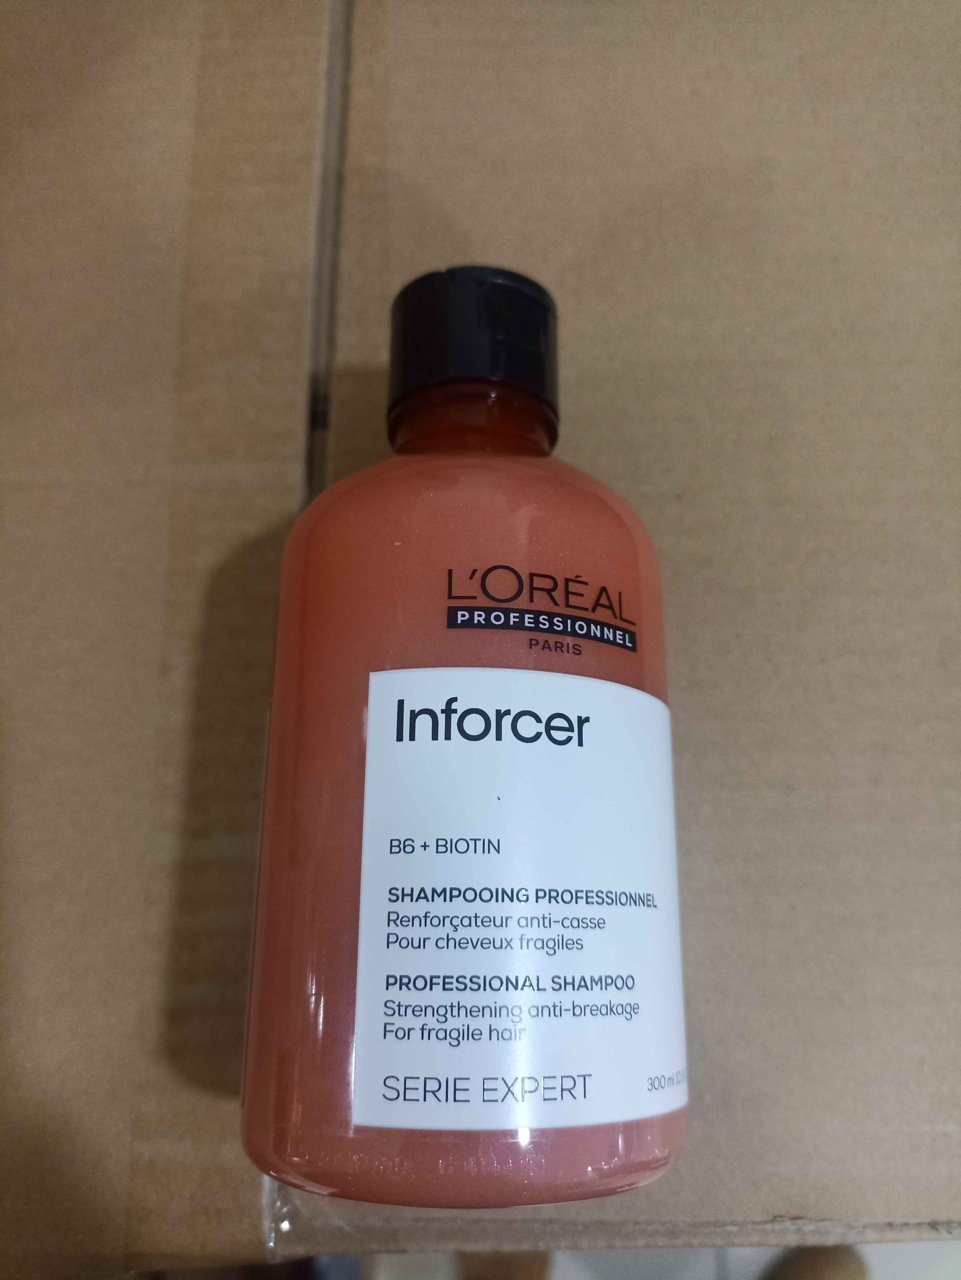 L'ORÉAL
PROFESSIONNEL
PARIS
Inforcer
B6 + BIOTIN
SHAMPOOING PROFESSIONNEL
Renforçateur anti-casse
Pour cheveux fragiles
PROFESSIONAL SHAMPOO
Strengthening anti-breakage
For fragile hair
SERIE EXPERT
300 ml